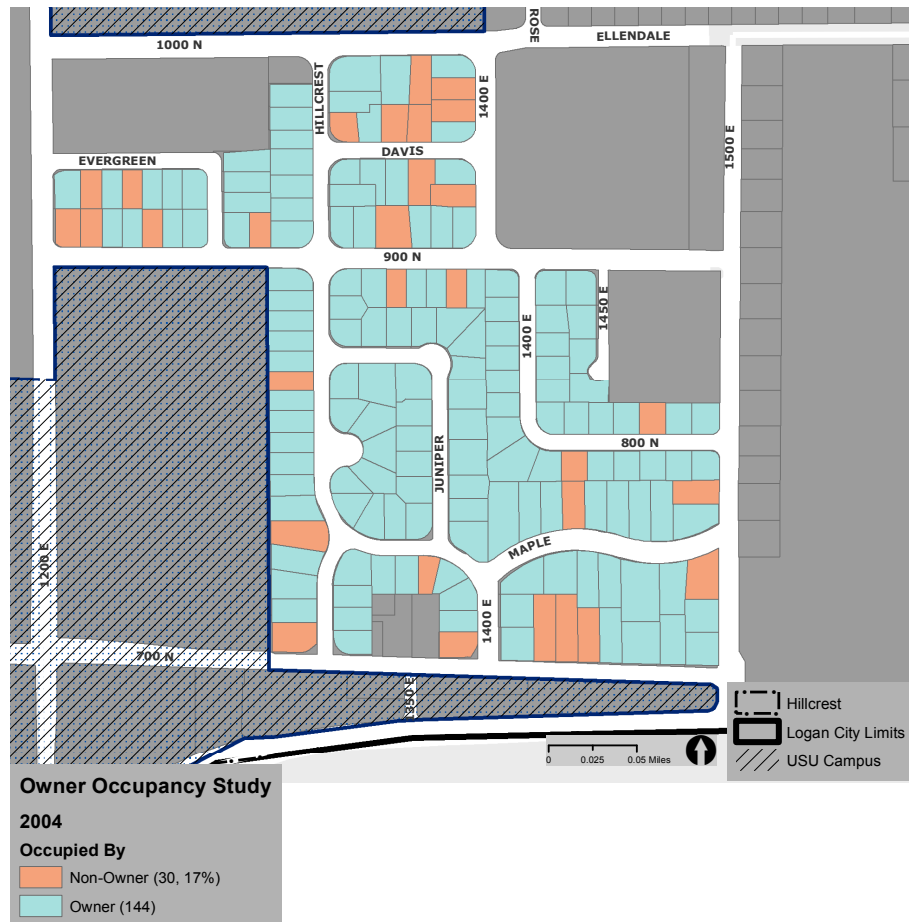 ROSE
ELLENDALE
1000 N
HILLCREST
1400 E
1500 E
DAVIS
EVERGREEN
900 N
1450 E
1400 E
800 N
JUNIPER
MAPLE
1200 E
1400 E
700 N
1350 E
Hillcrest
Logan City Limits
USU Campus
0 0.025 0.05 Miles
Owner Occupancy Study
2004
Occupied By
Non-Owner (30, 17%)
Owner (144)